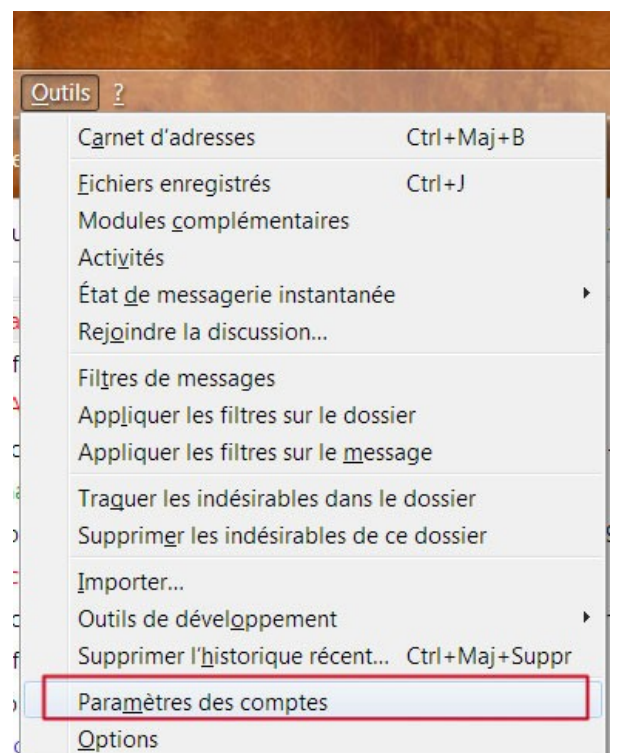 Outils ?
Carnet d'adresses Ctrl+Maj+B
Fichiers enregistrés Ctrl+J
Modules complémentaires
Activités
État de messagerie instantanée
Rejoindre la discussion...
Filtres de messages
Appliquer les filtres sur le dossier
Appliquer les filtres sur le message
Traquer les indésirables dans le dossier
Supprimer les indésirables de ce dossier
Importer...
Outils de développement
Supprimer l'historique récent... Ctrl+Maj+Suppr
Paramètres des comptes
Options